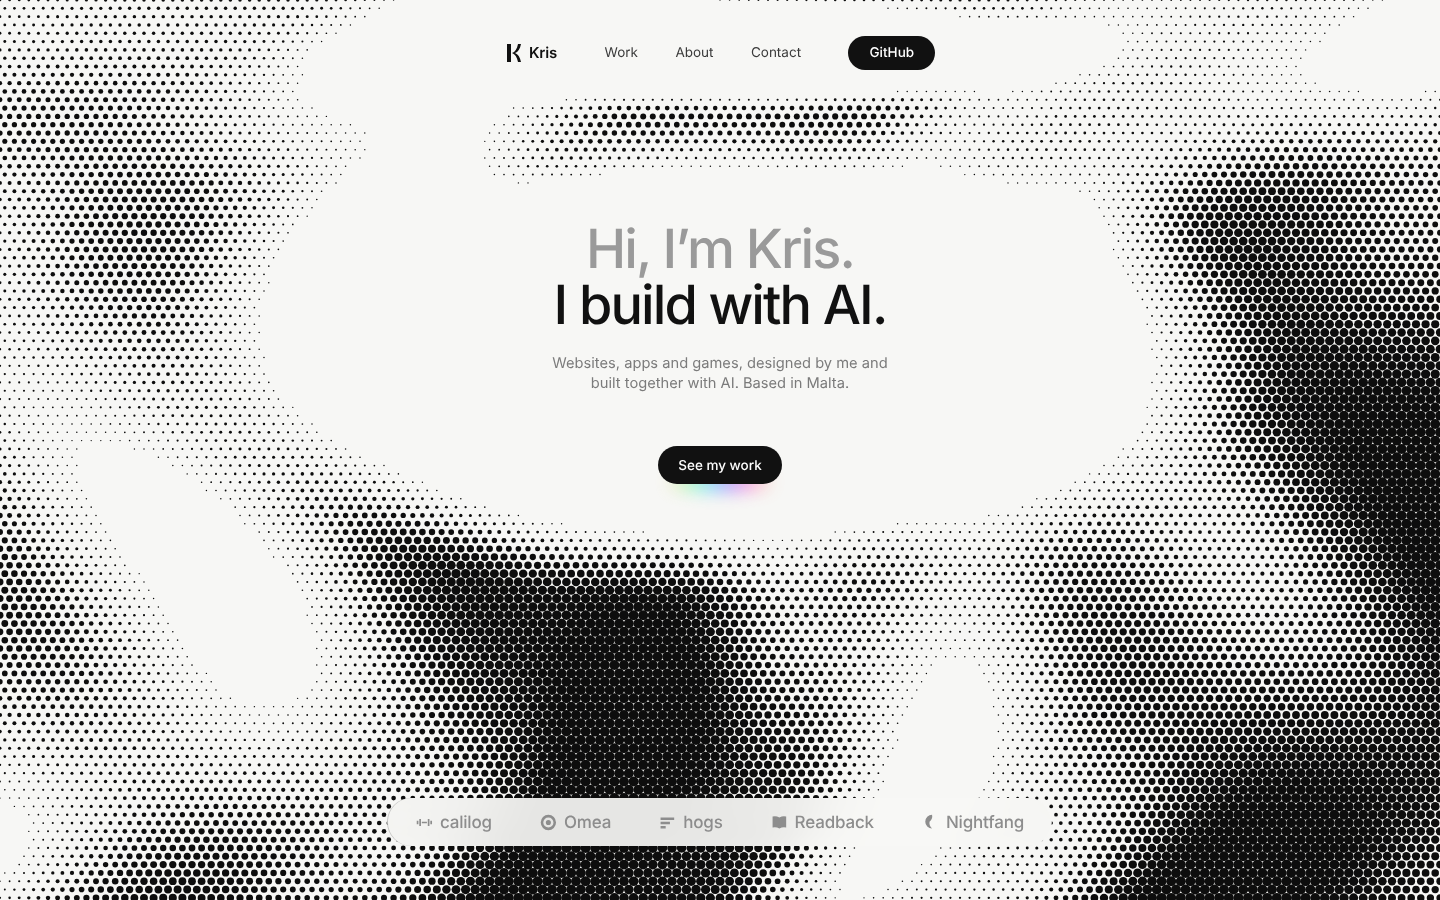 Kris
Work
About
Contact
GitHub
Hi, I’m Kris.
I build with AI.
Websites, apps and games, designed by me and
built together with AI. Based in Malta.
See my work
calilog
Omea
hogs
Readback
Nightfang